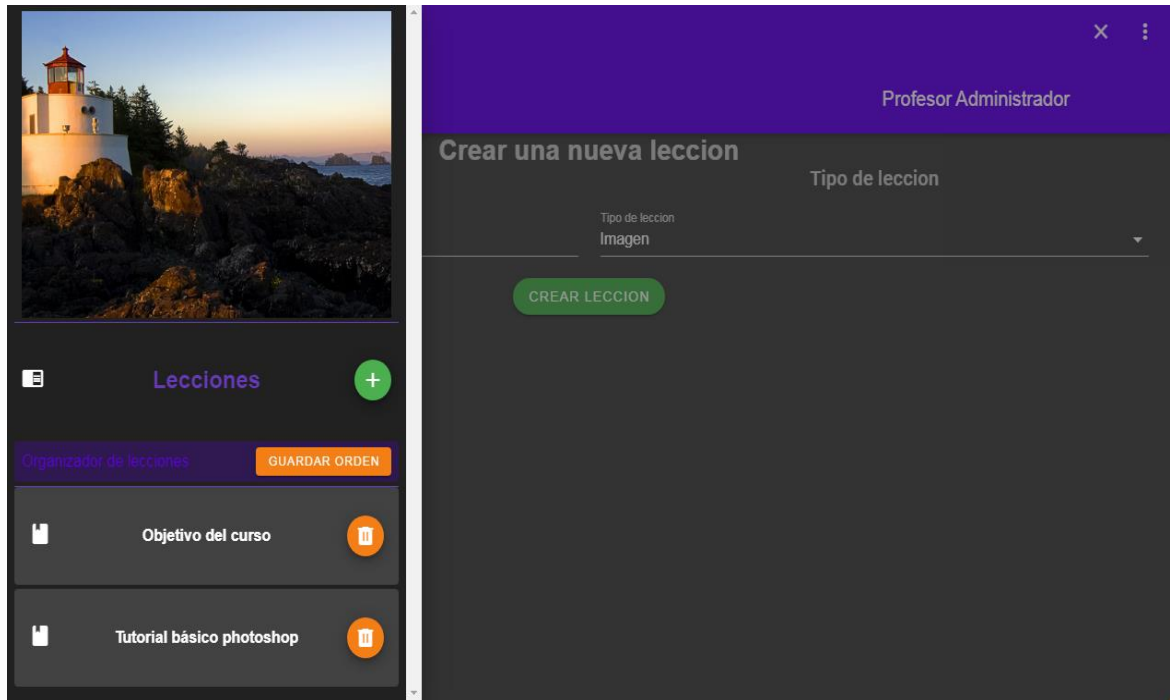 Profesor Administrador
Crear una nueva leccion
Tipo de leccion
Tipo de leccion
Imagen
CREAR LECCION
Lecciones
Organizador de lecciones
GUARDAR ORDEN
Objetivo del curso
Tutorial básico photoshop